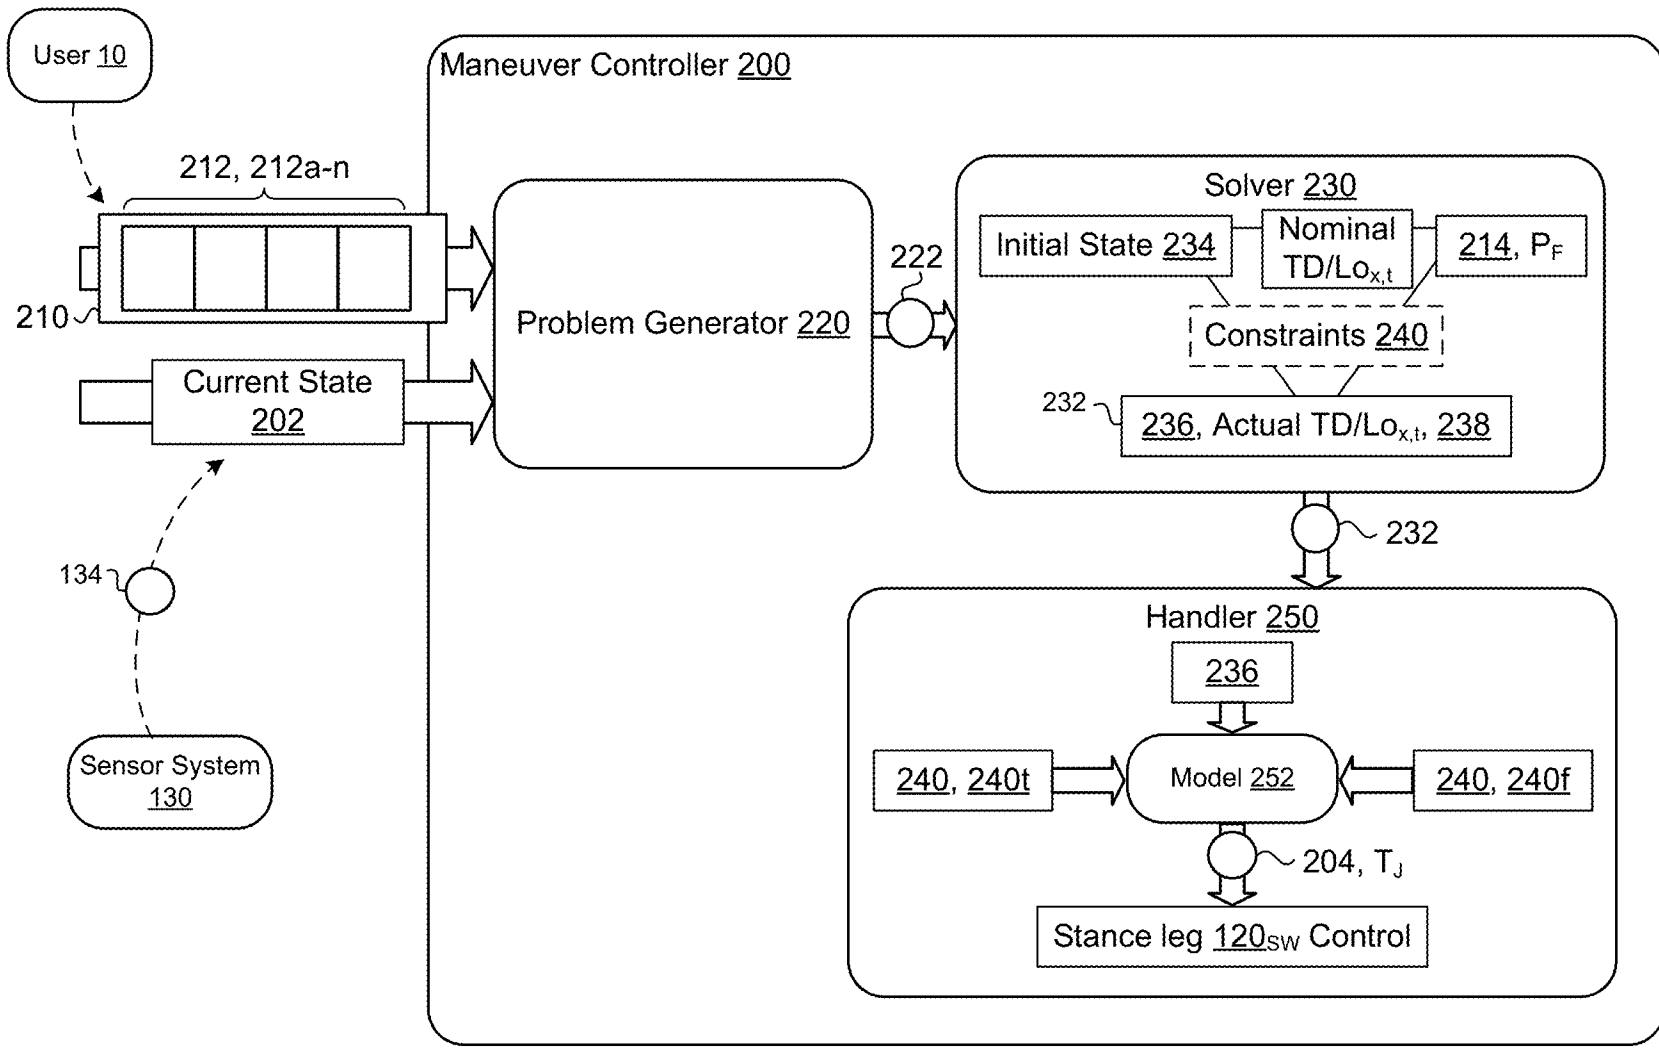 User 10
Maneuver Controller 200
212, 212a-n
210
Current State
202
134
Sensor System
130
Problem Generator 220
222
Solver 230
Initial State 234
Nominal
TD/Lox,t
214, PF
Constraints 240
232
236, Actual TD/Lox,t, 238
232
Handler 250
236
240, 240t
Model 252
240, 240f
204, TJ
Stance leg 120SW Control